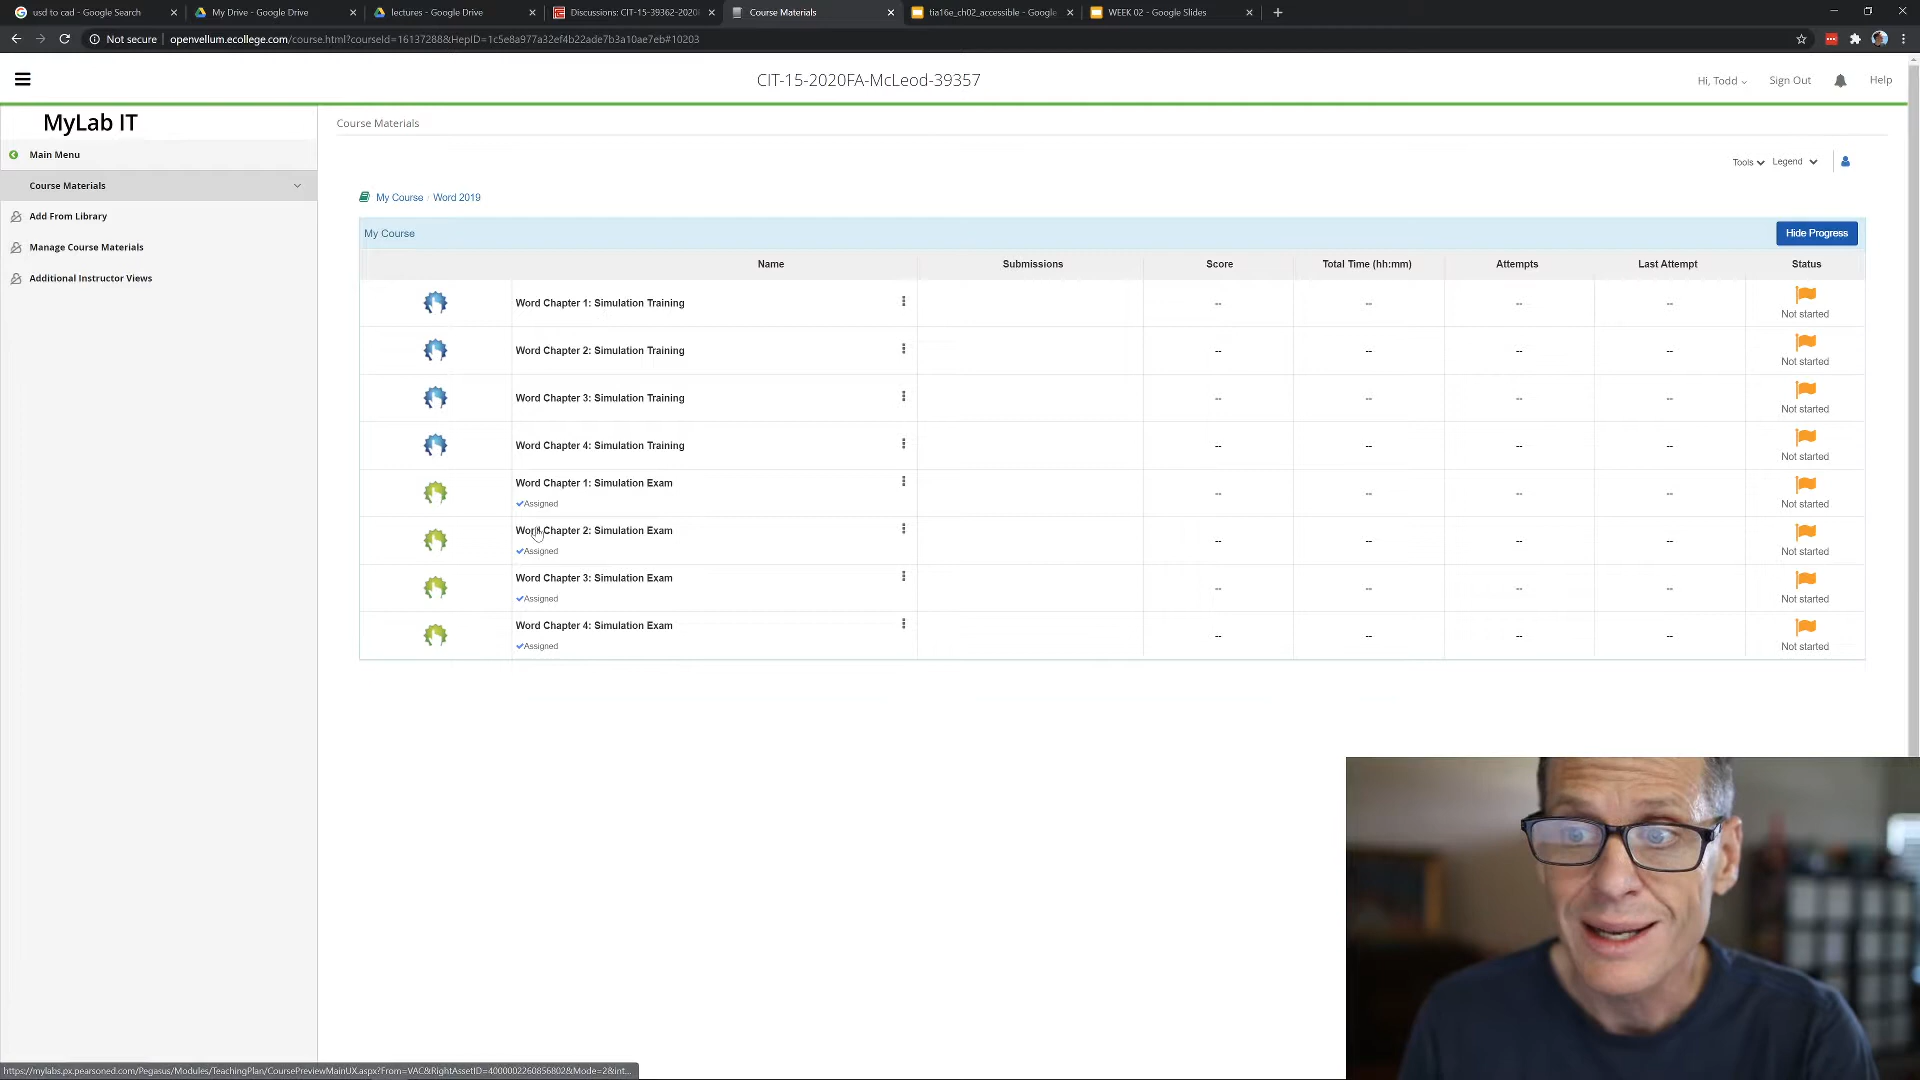 usd to cad - Google Search
My Drive - Google Drive
lectures - Google Drive
Discussions: CIT-15-39362-2020
Course Materials
tia16e_ch02_accessible - Google
WEEK 02 - Google Slides
Not secure
openvellum.ecollege.com/course.html?courseId=16137288&HepID=1c5e8a977a32ef4b22ade7b3a10ae7eb#10203
CIT-15-2020FA-McLeod-39357
Hi, Todd
Sign Out
Help
MyLab IT
Main Menu
Course Materials
Add From Library
Manage Course Materials
Additional Instructor Views
Course Materials
Tools
Legend
My Course / Word 2019
My Course
Hide Progress
Name Submissions Score Total Time (hh:mm) Attempts Last Attempt Status
Word Chapter 1: Simulation Training -- -- -- -- Not started
Word Chapter 2: Simulation Training -- -- -- -- Not started
Word Chapter 3: Simulation Training -- -- -- -- Not started
Word Chapter 4: Simulation Training -- -- -- -- Not started
Word Chapter 1: Simulation Exam -- -- -- -- Not started
Assigned
Word Chapter 2: Simulation Exam -- -- -- -- Not started
Assigned
Word Chapter 3: Simulation Exam -- -- -- -- Not started
Assigned
Word Chapter 4: Simulation Exam -- -- -- -- Not started
Assigned
https://mylabs.px.pearsoned.com/Pegasus/Modules/TeachingPlan/CoursePreviewMainUX.aspx?From=VAC&RightAssetID=4000002260856802&Mode=2&int...